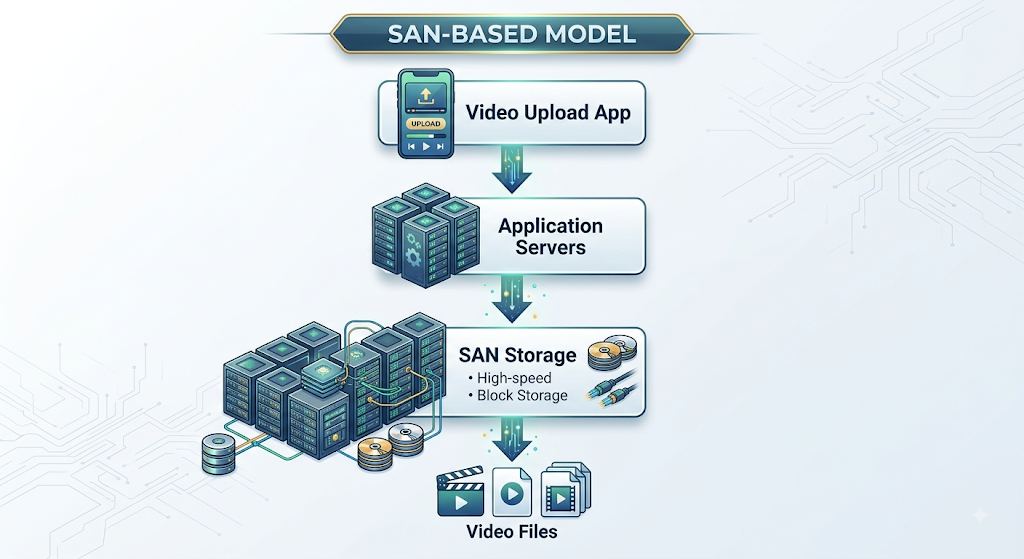 SAN-BASED MODEL
UPLOAD
Video Upload App
Application
Servers
SAN Storage
• High-speed
• Block Storage
Video Files